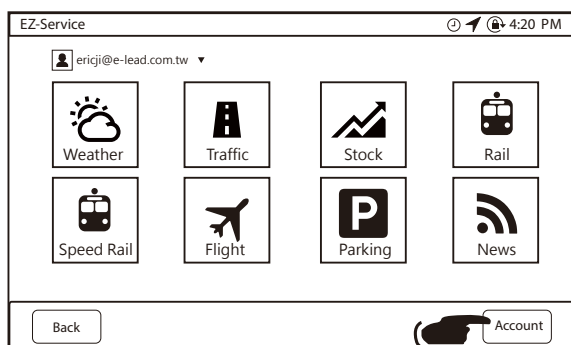 EZ-Service 4:20 PM
ericji@e-lead.com.tw
Weather Traffic Stock Rail
P
Speed Rail Flight Parking News
Back Account